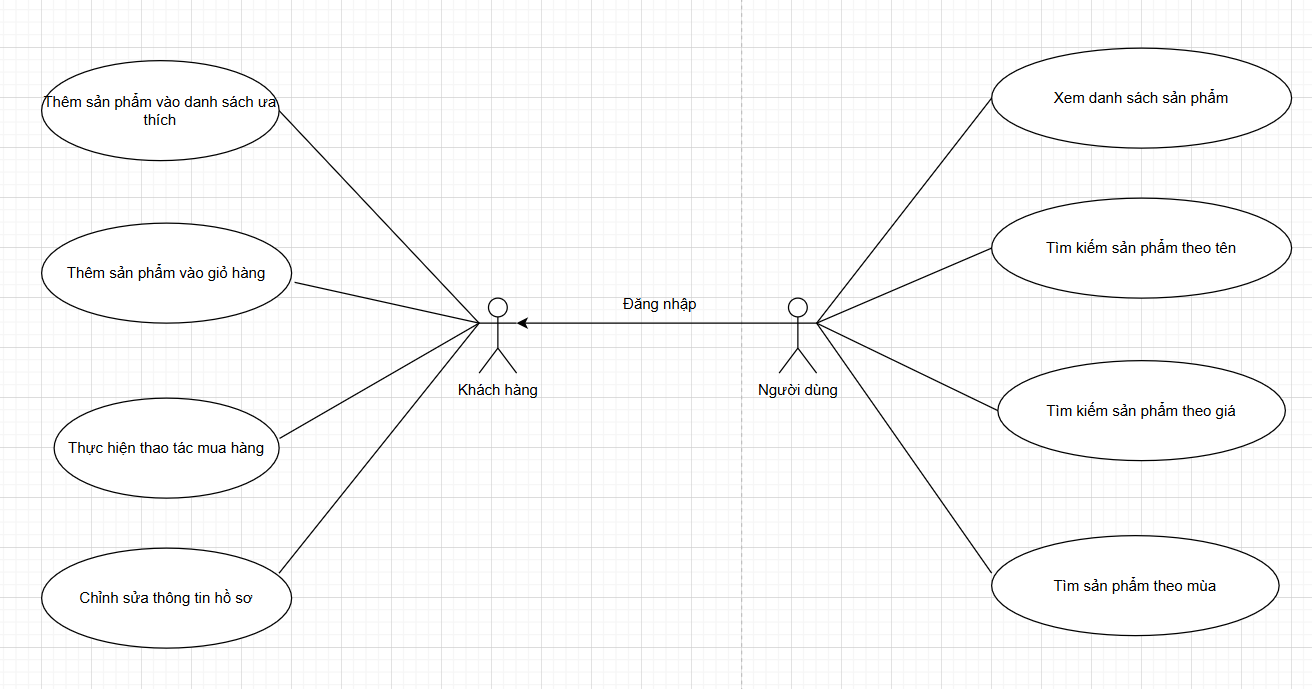 Thêm sản phẩm vào danh sách ưa
thích
Thêm sản phẩm vào giỏ hàng
Thực hiện thao tác mua hàng
Chỉnh sửa thông tin hồ sơ
Đăng nhập
Khách hàng
Người dùng
Xem danh sách sản phẩm
Tìm kiếm sản phẩm theo tên
Tìm kiếm sản phẩm theo giá
Tìm sản phẩm theo mùa